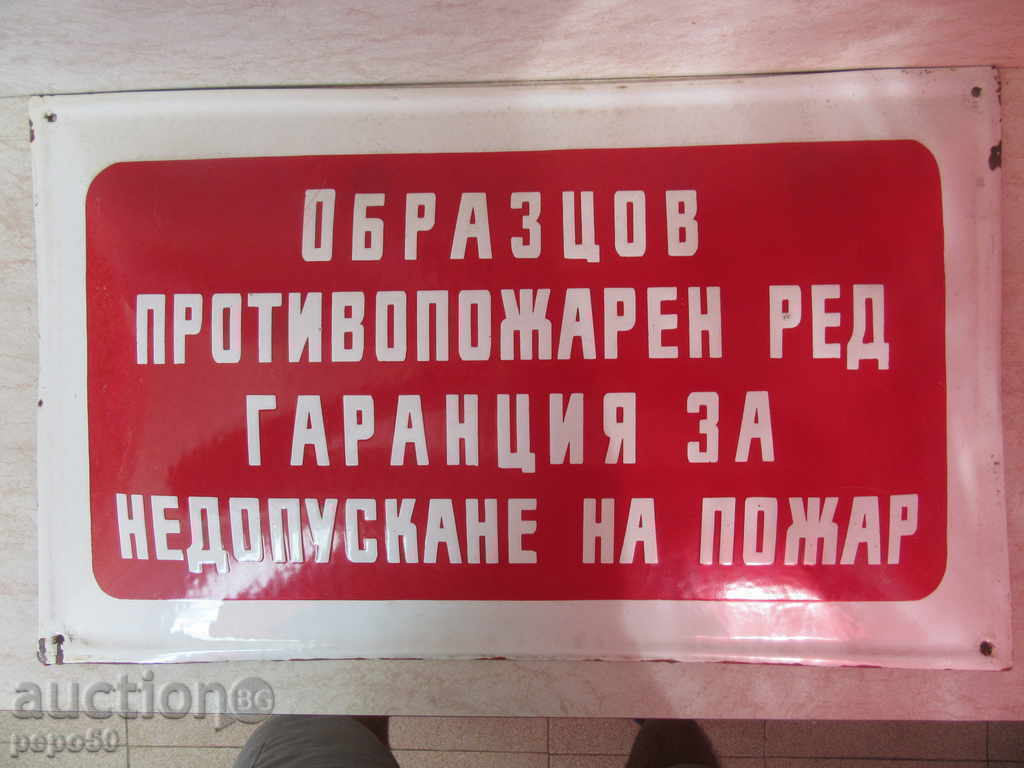 ОБРАЗЦОВ
ПРОТИВОПОЖАРЕН РЕД
ГАРАНЦИЯ ЗА
НЕДОПУСКАНЕ НА ПОЖАР
auction BG
pepo50